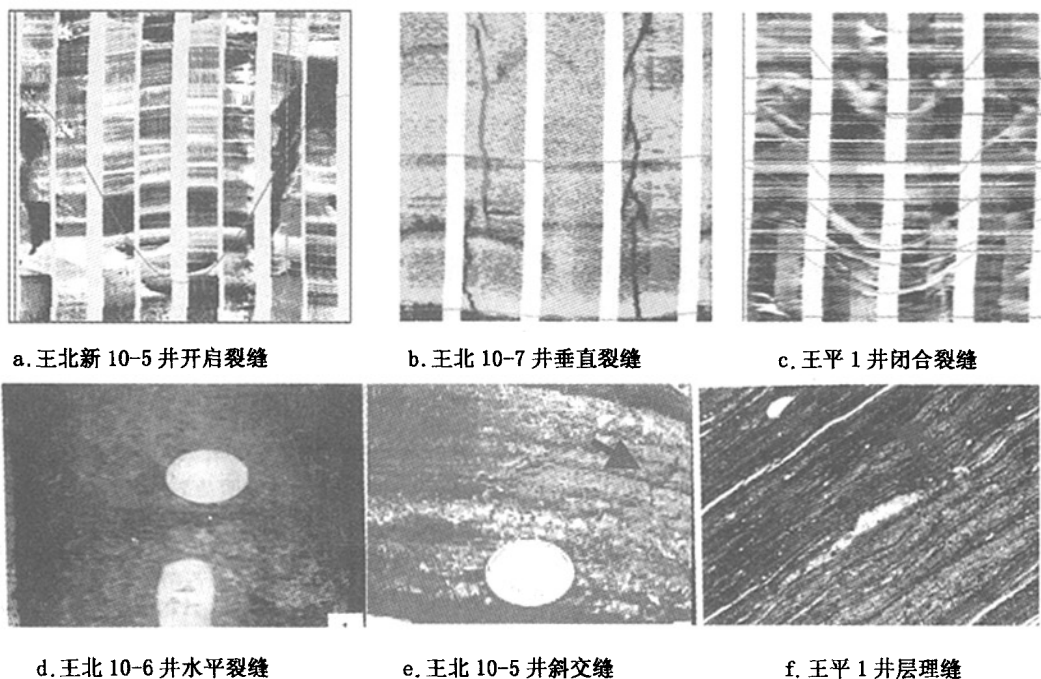 a.王北新 10-5 井开启裂缝
b.王北 10-7 井垂直裂缝
c.王平 1 井闭合裂缝
d.王北 10-6 井水平裂缝
e.王北 10-5 井斜交缝
f.王平 1 井层理缝